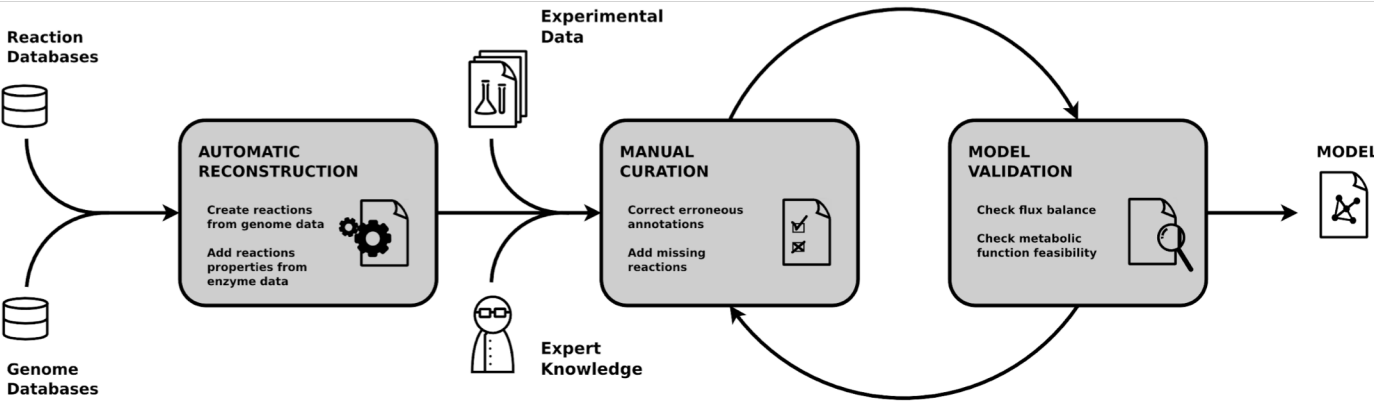 Reaction
Databases
Genome
Databases
AUTOMATIC
RECONSTRUCTION
Create reactions
from genome data
Add reactions
properties from
enzyme data
Experimental
Data
Expert
Knowledge
MANUAL
CURATION
Correct erroneous
annotations
Add missing
reactions
MODEL
VALIDATION
Check flux balance
Check metabolic
function feasibility
MODEL